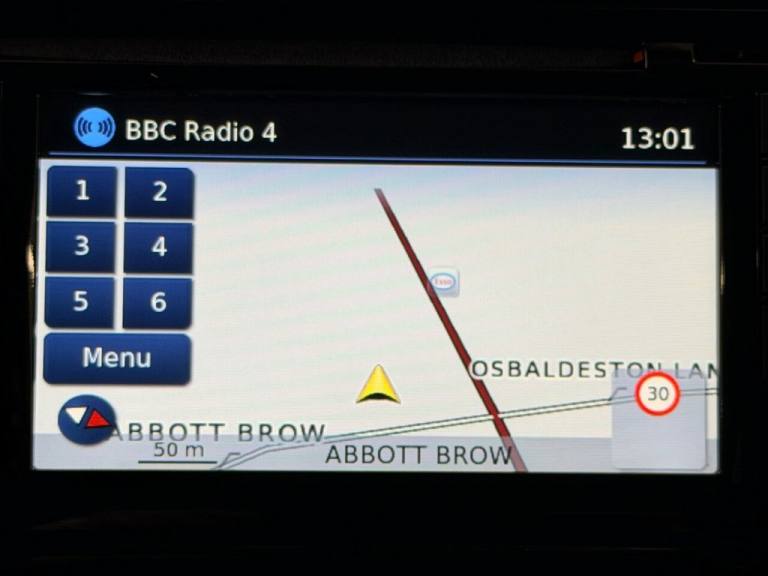 BBC Radio 4
13:01
1 2
3 4
5 6
Menu
Esso
OSBALDESTON LAN
30
ABBOTT BROW
50 m
ABBOTT BROW